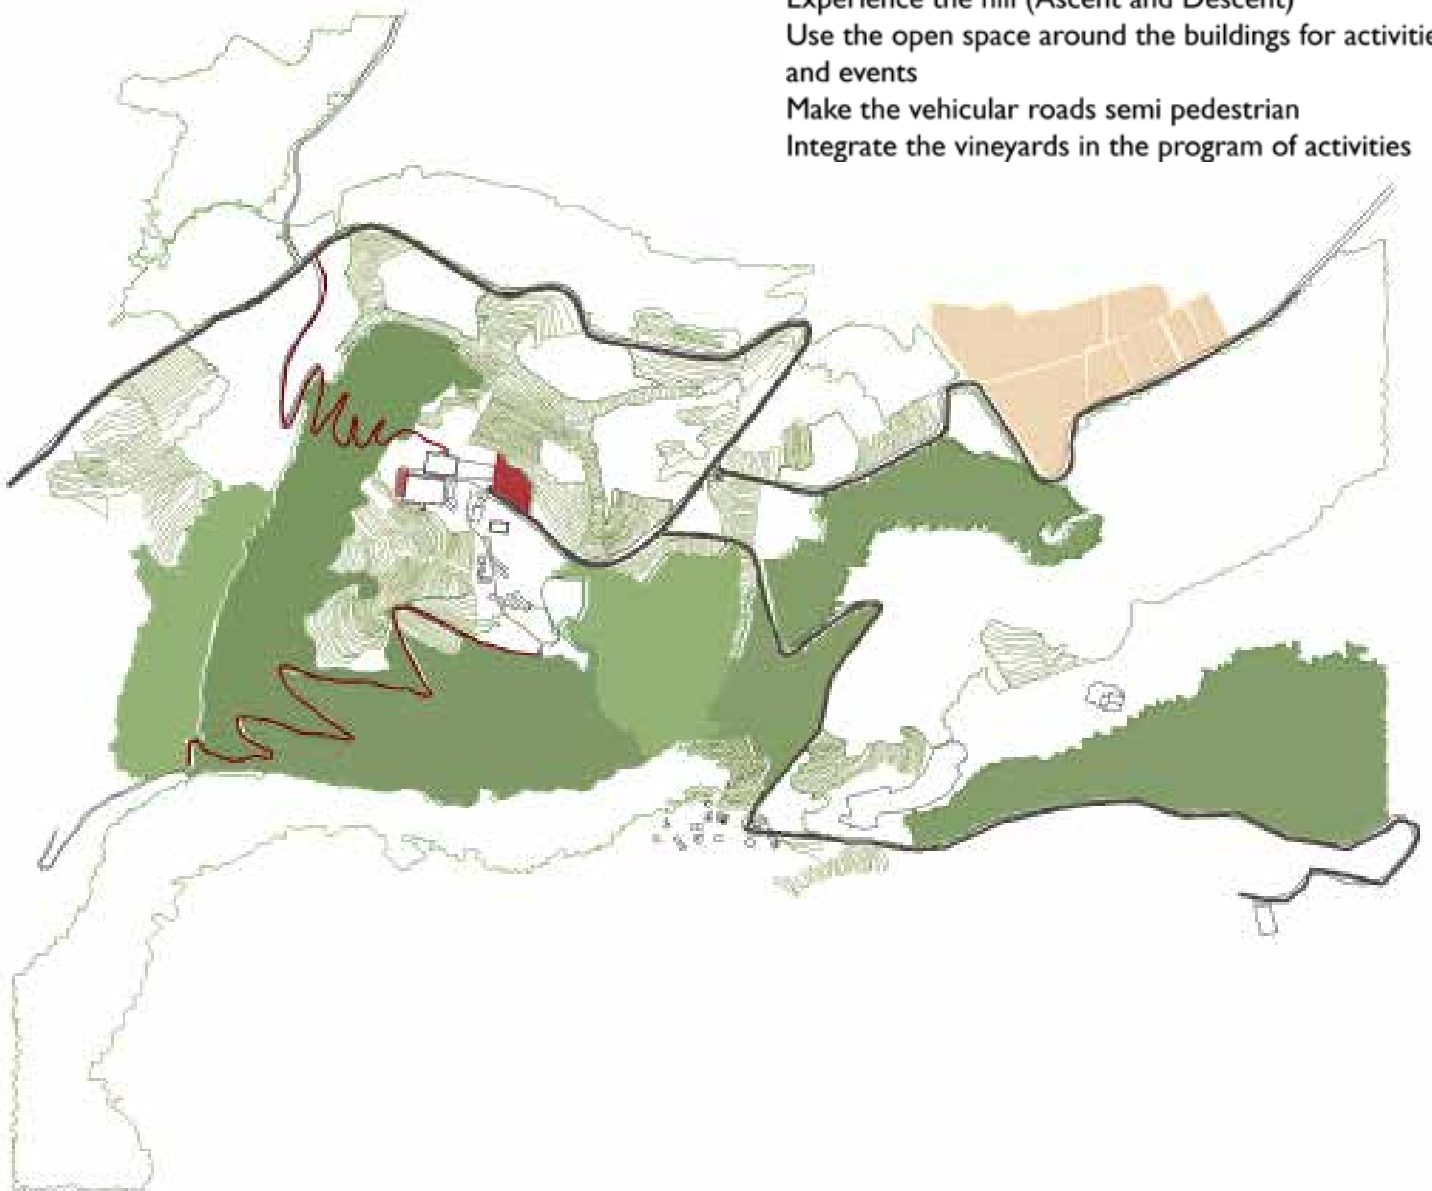 Experience the hill (Ascent and Descent)
Use the open space around the buildings for activitie
and events
Make the vehicular roads semi pedestrian
Integrate the vineyards in the program of activities